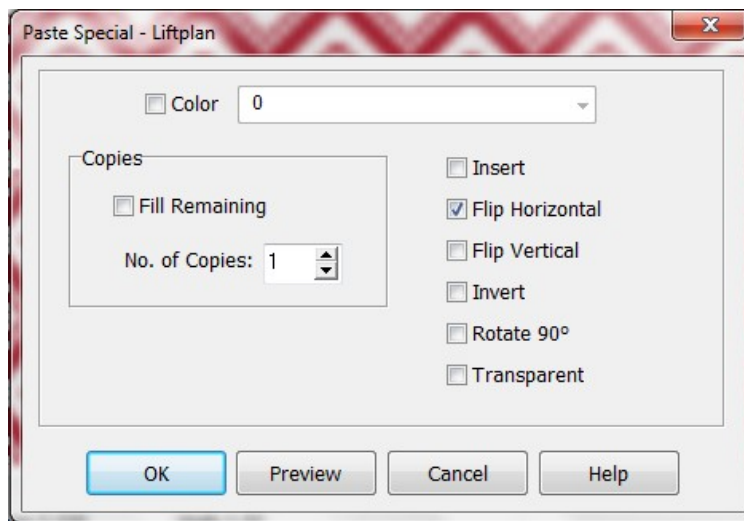 Paste Special - Liftplan
Color 0
Copies
Fill Remaining
No. of Copies: 1
Insert
Flip Horizontal
Flip Vertical
Invert
Rotate 90º
Transparent
OK Preview Cancel Help